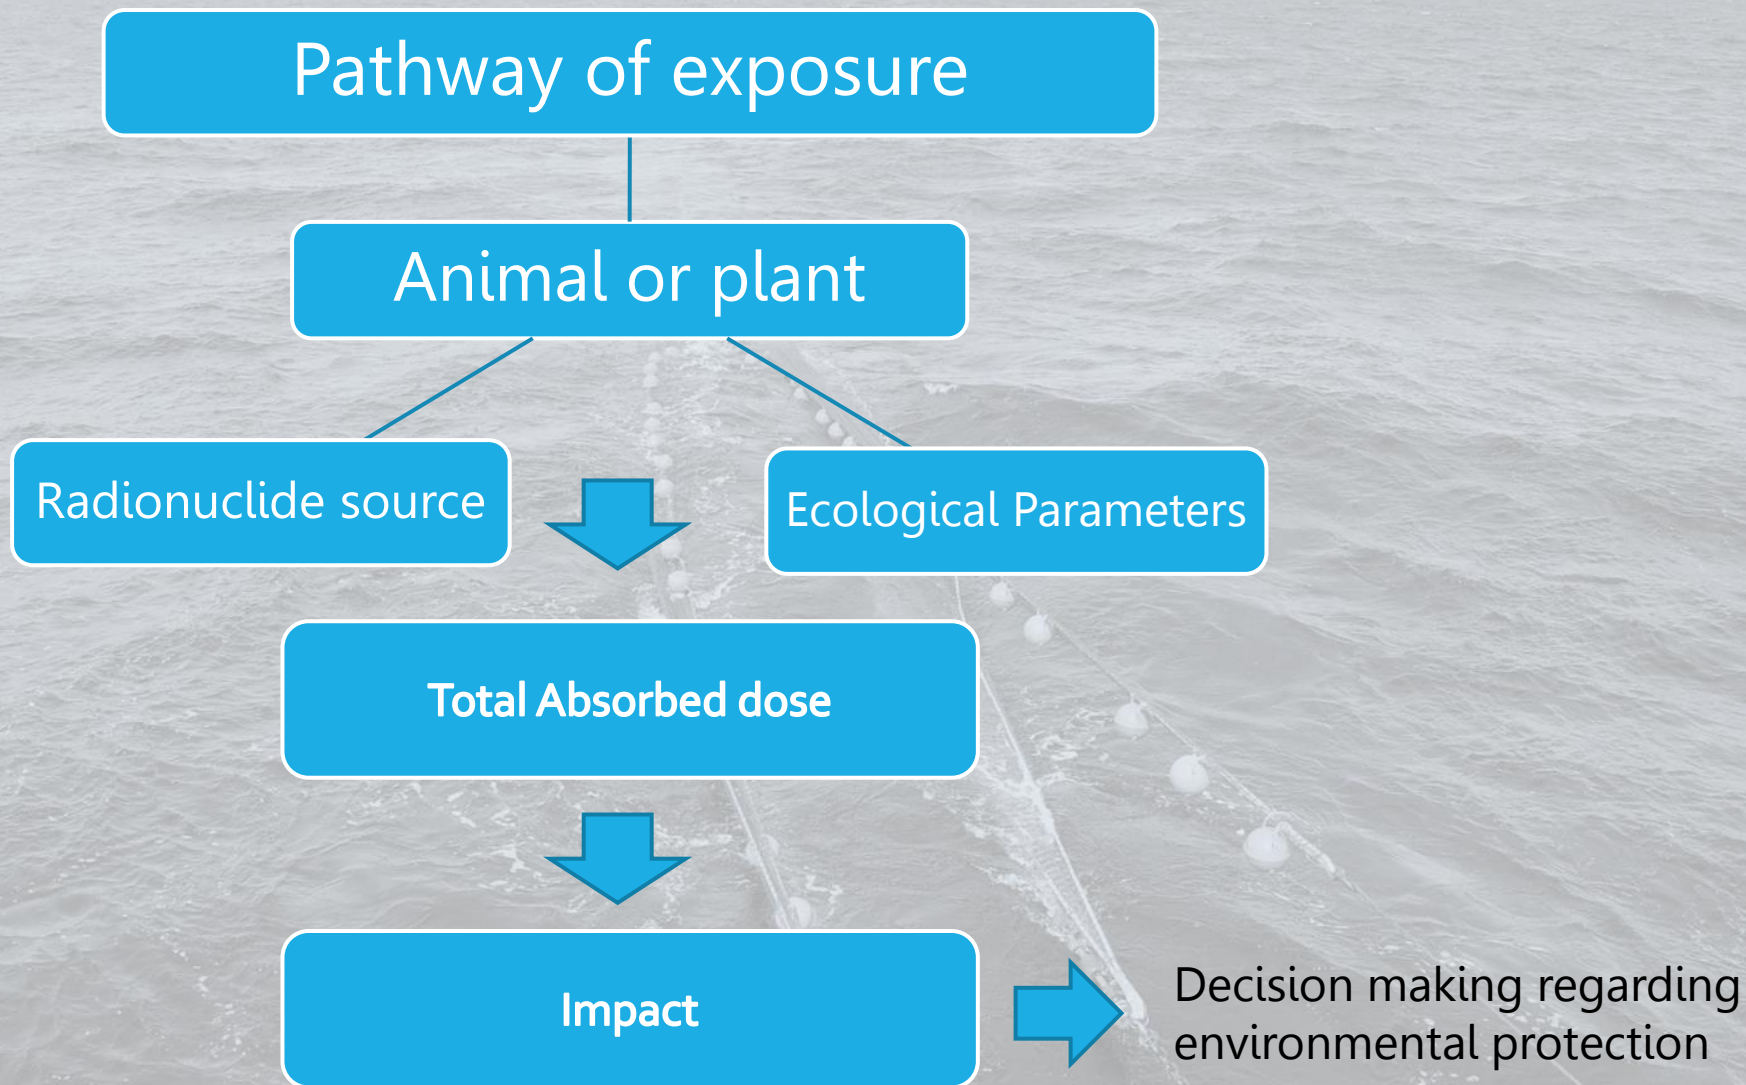 Pathway of exposure
Animal or plant
Radionuclide source
Ecological Parameters
Total Absorbed dose
Impact
Decision making regarding
environmental protection